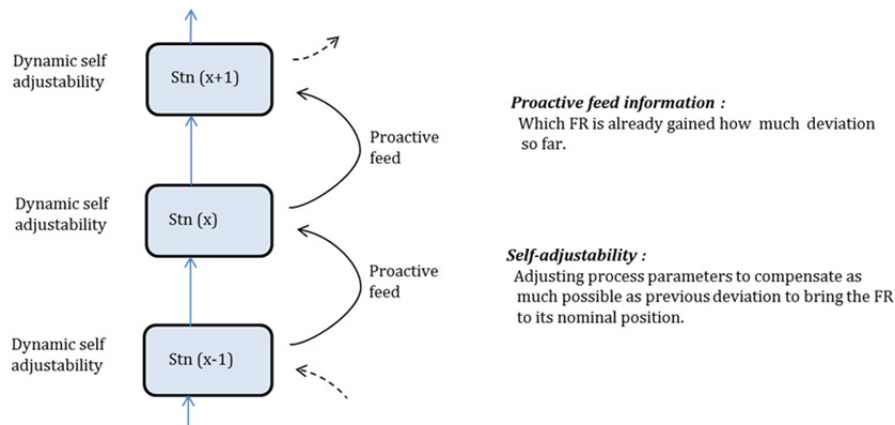 Dynamic self
adjustability
Stn (x+1)
Proactive
feed
Dynamic self
adjustability
Stn (x)
Proactive
feed
Dynamic self
adjustability
Stn (x-1)
Proactive feed information :
Which FR is already gained how much deviation
so far.
Self-adjustability :
Adjusting process parameters to compensate as
much possible as previous deviation to bring the FR
to its nominal position.